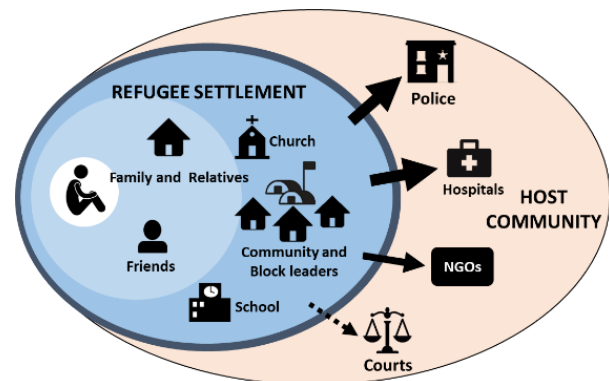 REFUGEE SETTLEMENT
Church
Family and Relatives
Friends
Community and
Block leaders
School
Police
Hospitals
HOST
COMMUNITY
NGOs
Courts